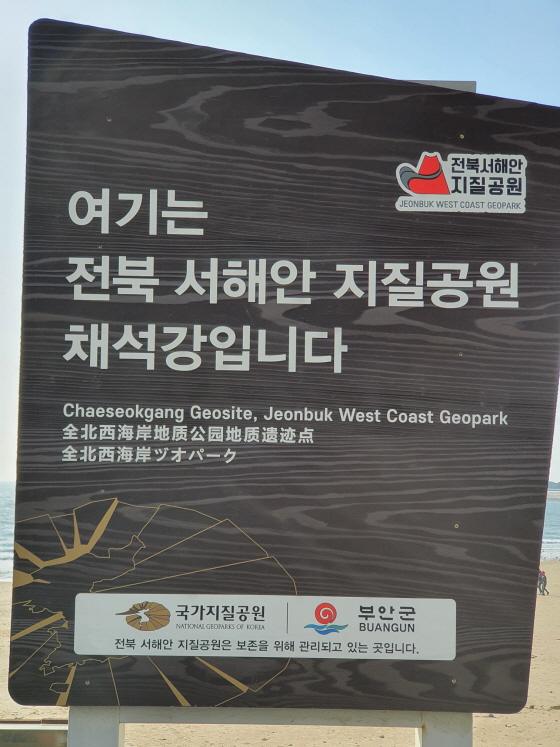 전북서해안
지질공원
JEONBUK WEST COAST GEOPARK
여기는
전북 서해안 지질공원
채석강입니다
Chaeseokgang Geosite, Jeonbuk West Coast Geopark
全北西海岸地质公园地质遗迹点
全北西海岸ヅオパーク
국가지질공원
NATIONAL GEOPARKS OF KOREA
부안군
BUANGUN
전북 서해안 지질공원은 보존을 위해 관리되고 있는 곳입니다.